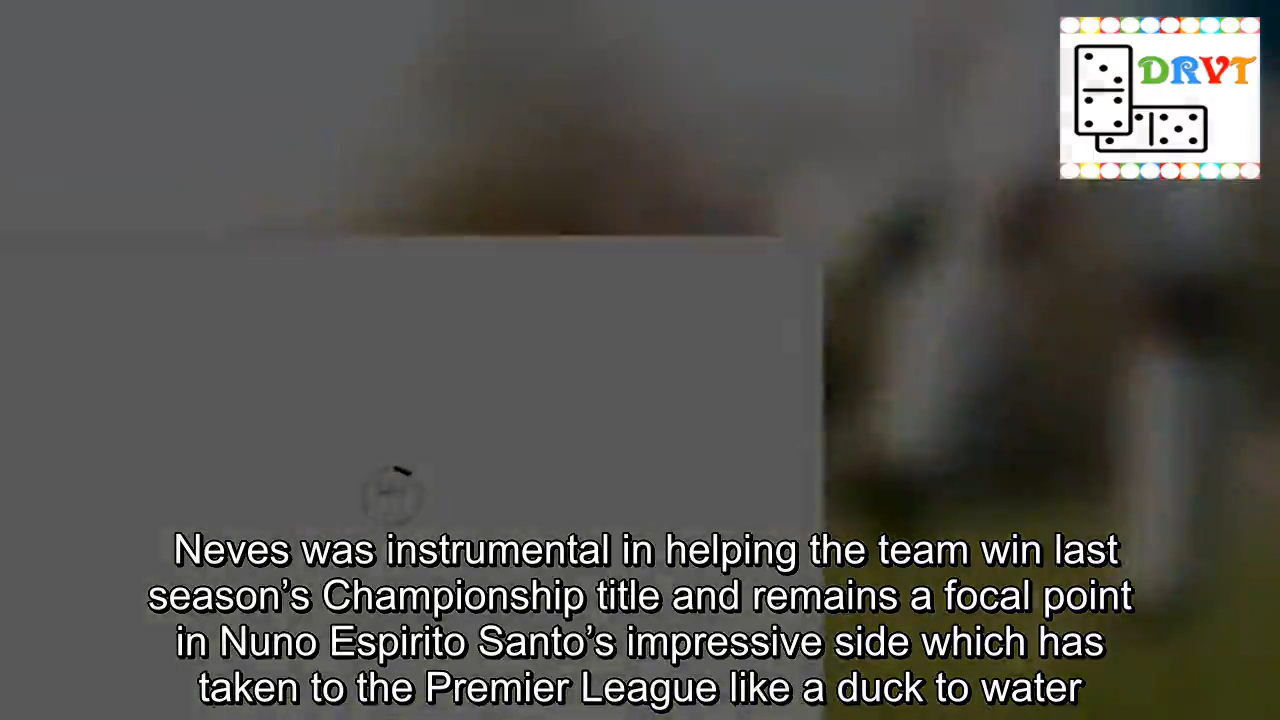 DRVT
Neves was instrumental in helping the team win last
season’s Championship title and remains a focal point
in Nuno Espirito Santo’s impressive side which has
taken to the Premier League like a duck to water